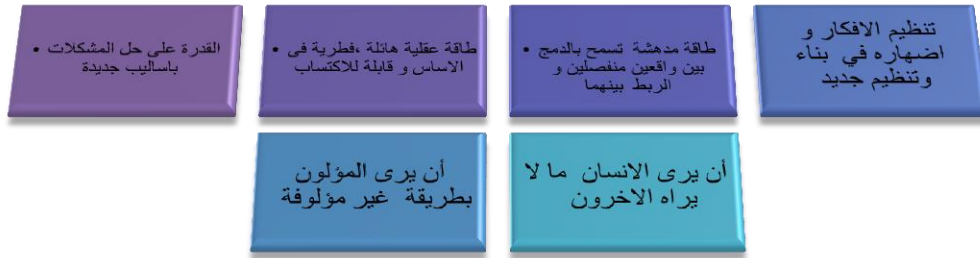 تنظيم الافكار و
اضهاره في بناء
وتنظيم جديد
• طاقة مدهشة تسمح بالدمج
بين واقعين منفصلين و
الربط بينهما
• طاقة عقلية هائلة ،فطرية فى
الاساس و قابلة للاكتساب
• القدرة على حل المشكلات
باساليب جديدة
أن يرى الانسان ما لا
يراه الاخرون
أن يرى المؤلون
بطريقة غير مؤلوفة